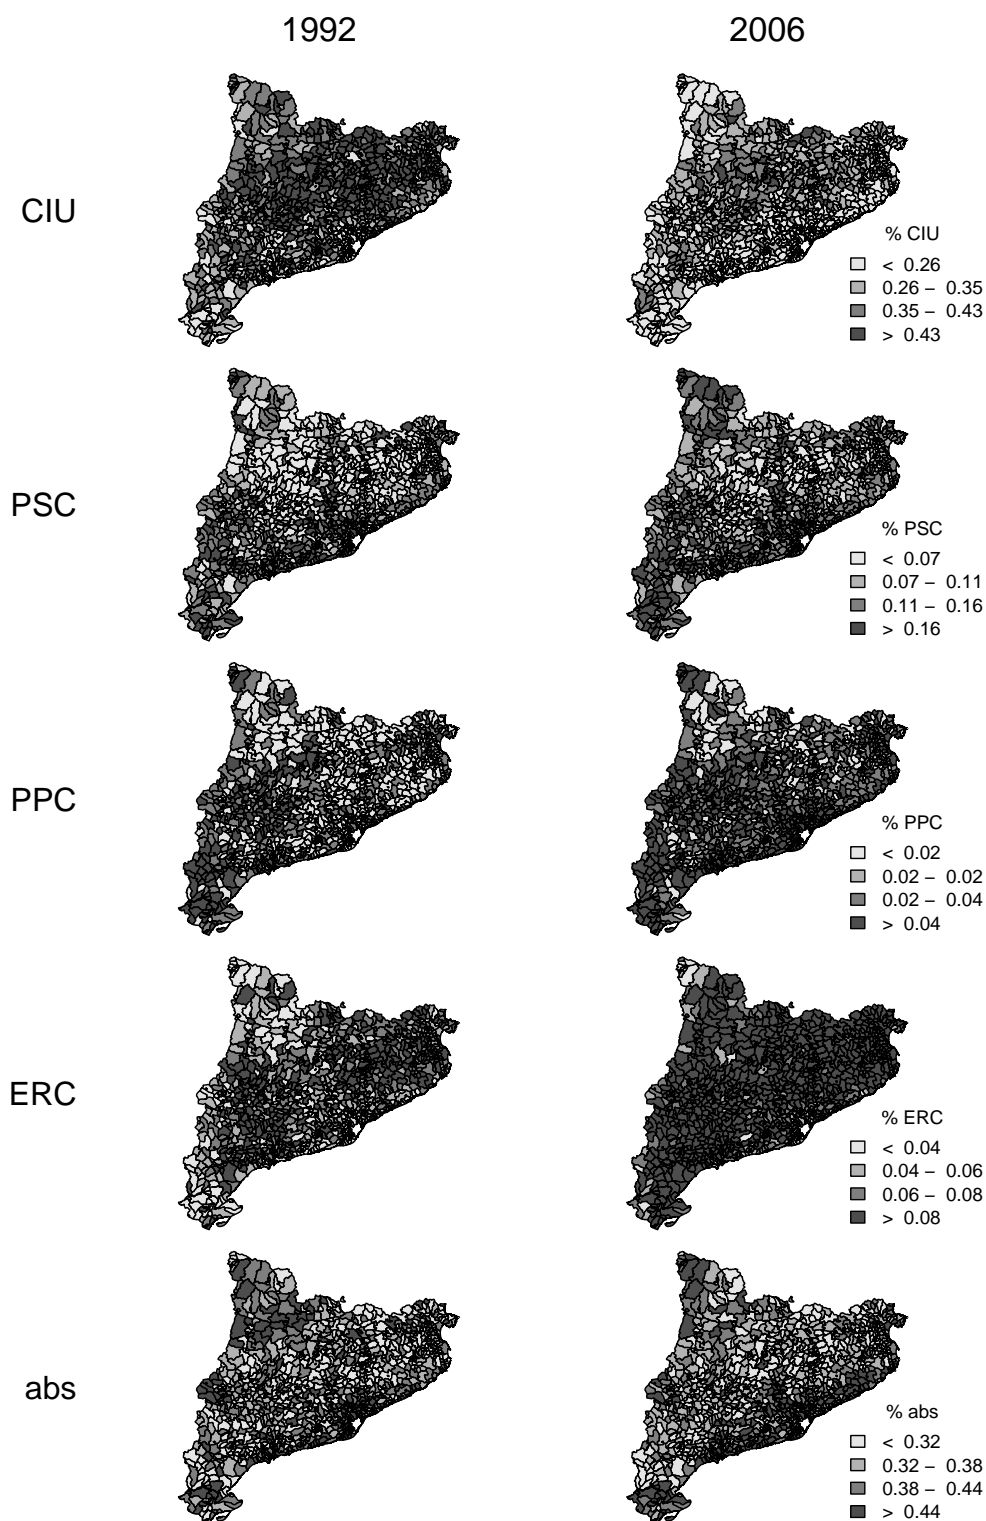 1992 2006
CIU
% CIU
< 0.26
0.26 – 0.35
0.35 – 0.43
> 0.43
PSC
% PSC
< 0.07
0.07 – 0.11
0.11 – 0.16
> 0.16
PPC
% PPC
< 0.02
0.02 – 0.02
0.02 – 0.04
> 0.04
ERC
% ERC
< 0.04
0.04 – 0.06
0.06 – 0.08
> 0.08
abs
% abs
< 0.32
0.32 – 0.38
0.38 – 0.44
> 0.44